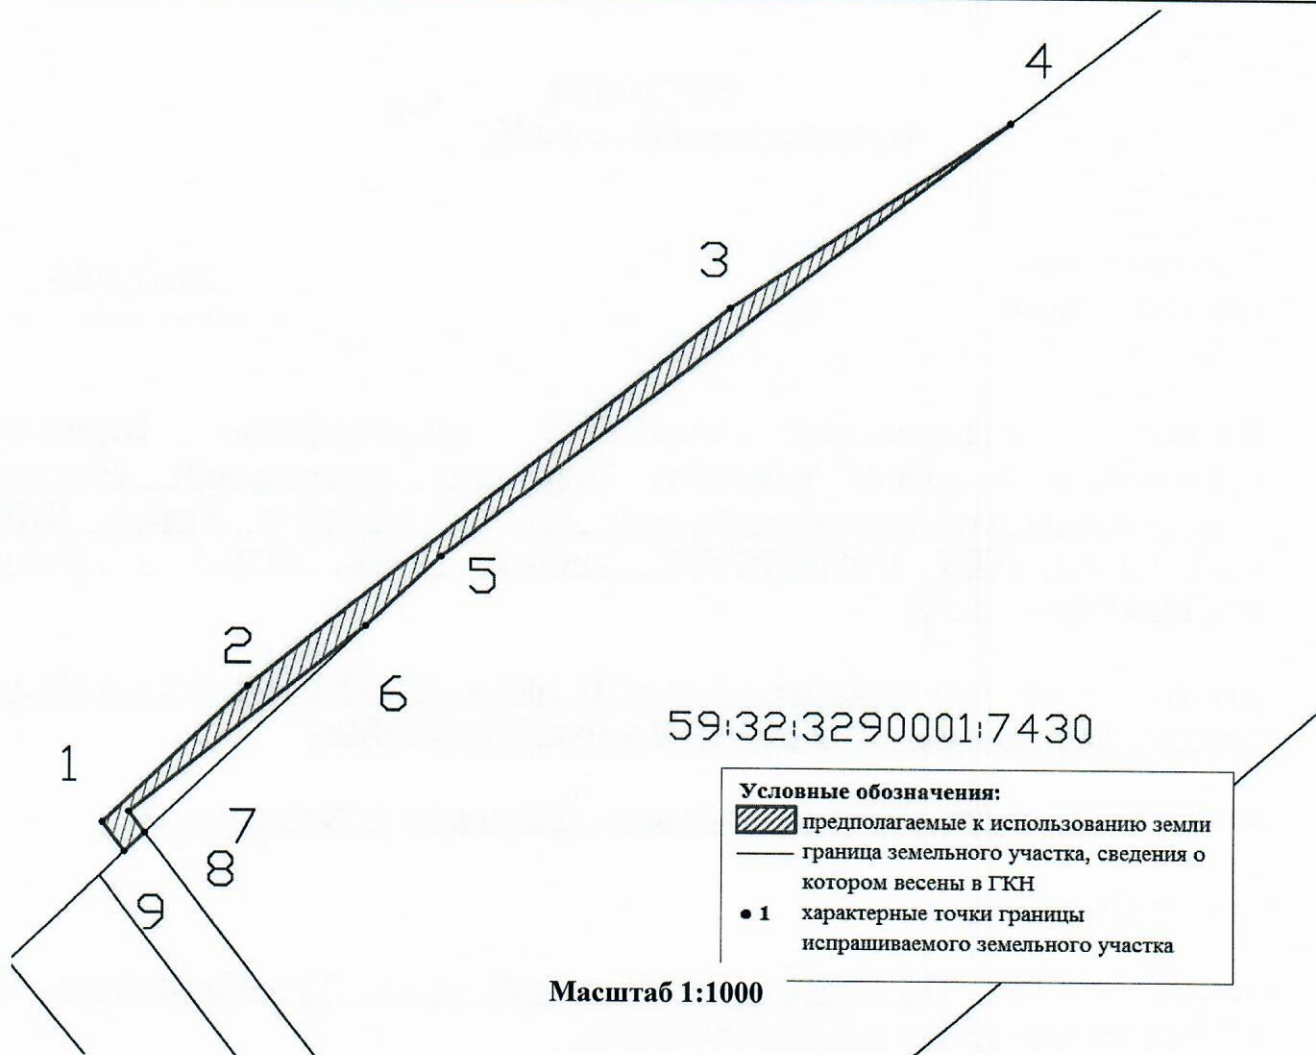 4
3
5
2
6
59:32:3290001:7430
1
7
8
9
Условные обозначения:
предполагаемые к использованию земли
граница земельного участка, сведения о
котором весены в ГКН
• 1 характерные точки границы
испрашиваемого земельного участка
Масштаб 1:1000